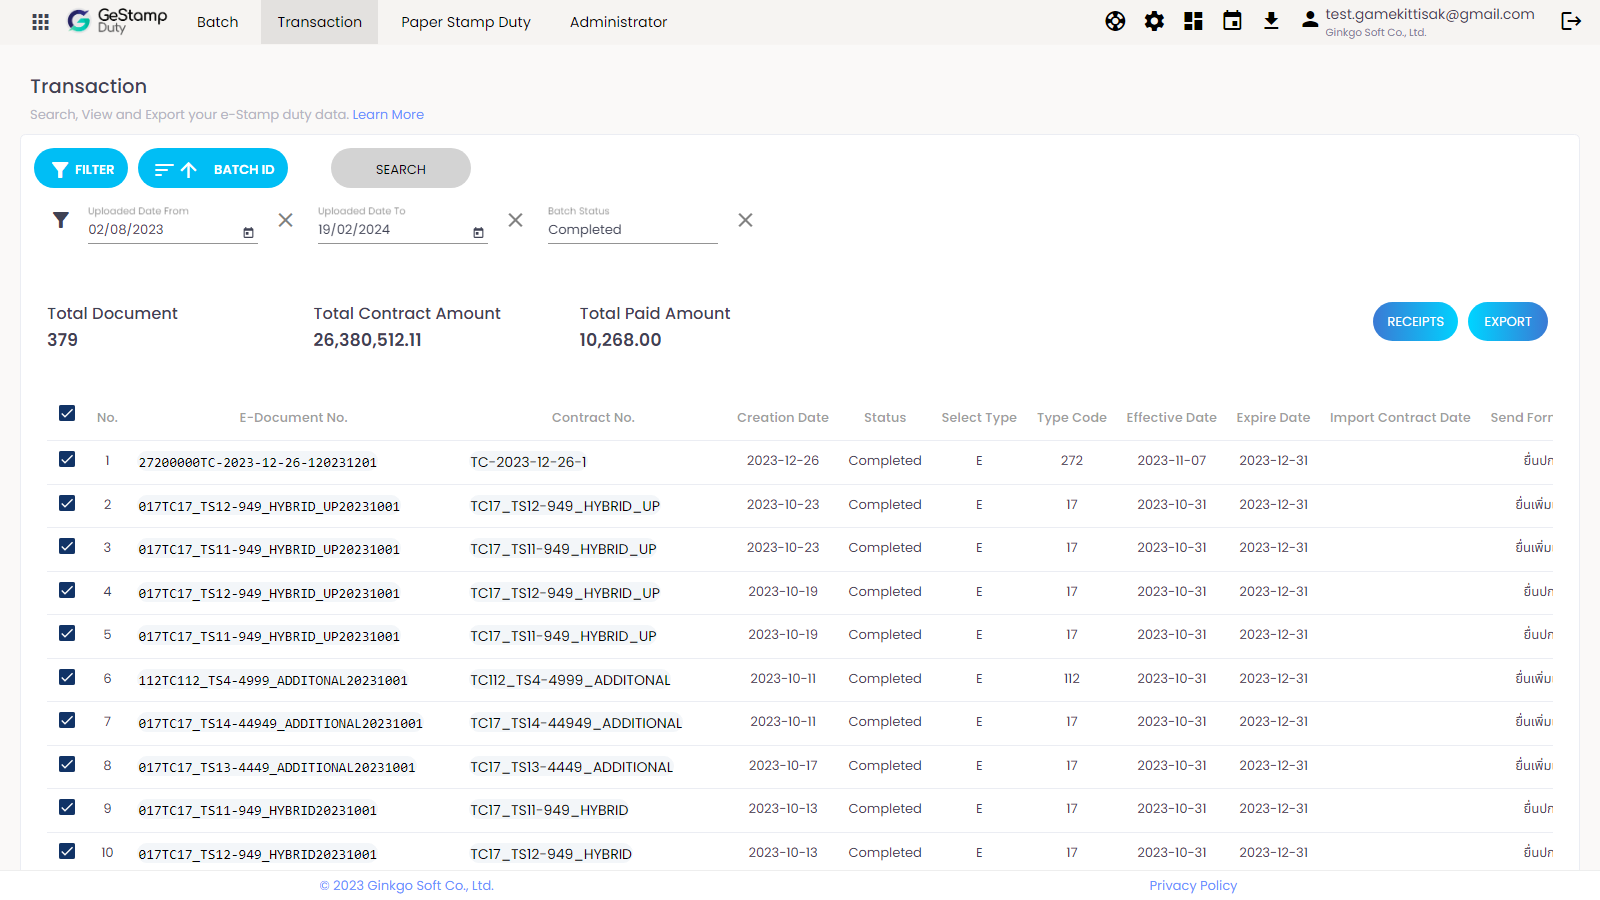 GeStamp Duty Batch Transaction Paper Stamp Duty Administrator test.gamekittisak@gmail.com
Ginkgo Soft Co., Ltd.
Transaction
Search, View and Export your e-Stamp duty data. Learn More
FILTER BATCH ID SEARCH
Uploaded Date From Uploaded Date To Batch Status
02/08/2023 19/02/2024 Completed
Total Document Total Contract Amount Total Paid Amount
379 26,380,512.11 10,268.00
RECEIPTS EXPORT
No. E-Document No. Contract No. Creation Date Status Select Type Type Code Effective Date Expire Date Import Contract Date Send Forr
1 27200000TC-2023-12-26-120231201 TC-2023-12-26-1 2023-12-26 Completed E 272 2023-11-07 2023-12-31 ยื่นปก
2 017TC17_TS12-949_HYBRID_UP20231001 TC17_TS12-949_HYBRID_UP 2023-10-23 Completed E 17 2023-10-31 2023-12-31 ยื่นเพิ่ม
3 017TC17_TS11-949_HYBRID_UP20231001 TC17_TS11-949_HYBRID_UP 2023-10-23 Completed E 17 2023-10-31 2023-12-31 ยื่นเพิ่ม
4 017TC17_TS12-949_HYBRID_UP20231001 TC17_TS12-949_HYBRID_UP 2023-10-19 Completed E 17 2023-10-31 2023-12-31 ยื่นปก
5 017TC17_TS11-949_HYBRID_UP20231001 TC17_TS11-949_HYBRID_UP 2023-10-19 Completed E 17 2023-10-31 2023-12-31 ยื่นปก
6 112TC112_TS4-4999_ADDITONAL20231001 TC112_TS4-4999_ADDITONAL 2023-10-11 Completed E 112 2023-10-31 2023-12-31 ยื่นเพิ่ม
7 017TC17_TS14-44949_ADDITIONAL20231001 TC17_TS14-44949_ADDITIONAL 2023-10-11 Completed E 17 2023-10-31 2023-12-31 ยื่นเพิ่ม
8 017TC17_TS13-4449_ADDITIONAL20231001 TC17_TS13-4449_ADDITIONAL 2023-10-17 Completed E 17 2023-10-31 2023-12-31 ยื่นเพิ่ม
9 017TC17_TS11-949_HYBRID20231001 TC17_TS11-949_HYBRID 2023-10-13 Completed E 17 2023-10-31 2023-12-31 ยื่นปก
10 017TC17_TS12-949_HYBRID20231001 TC17_TS12-949_HYBRID 2023-10-13 Completed E 17 2023-10-31 2023-12-31 ยื่นปก
© 2023 Ginkgo Soft Co., Ltd. Privacy Policy